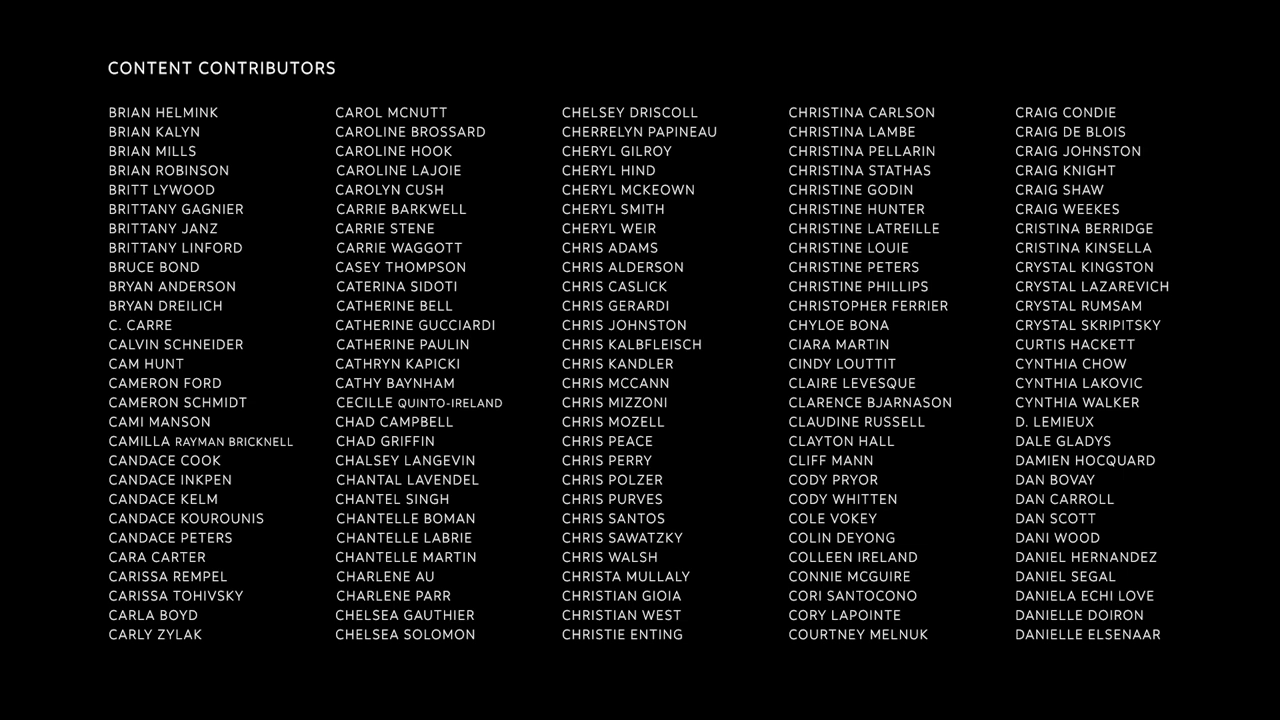 CONTENT CONTRIBUTORS
BRIAN HELMINK
BRIAN KALYN
BRIAN MILLS
BRIAN ROBINSON
BRITT LYWOOD
BRITTANY GAGNIER
BRITTANY JANZ
BRITTANY LINFORD
BRUCE BOND
BRYAN ANDERSON
BRYAN DREILICH
C. CARRE
CALVIN SCHNEIDER
CAM HUNT
CAMERON FORD
CAMERON SCHMIDT
CAMI MANSON
CAMILLA RAYMAN BRICKNELL
CANDACE COOK
CANDACE INKPEN
CANDACE KELM
CANDACE KOUROUNIS
CANDACE PETERS
CARA CARTER
CARISSA REMPEL
CARISSA TOHIVSKY
CARLA BOYD
CARLY ZYLAK
CAROL MCNUTT
CAROLINE BROSSARD
CAROLINE HOOK
CAROLINE LAJOIE
CAROLYN CUSH
CARRIE BARKWELL
CARRIE STENE
CARRIE WAGGOTT
CASEY THOMPSON
CATERINA SIDOTI
CATHERINE BELL
CATHERINE GUCCIARDI
CATHERINE PAULIN
CATHRYN KAPICKI
CATHY BAYNHAM
CECILLE QUINTO-IRELAND
CHAD CAMPBELL
CHAD GRIFFIN
CHALSEY LANGEVIN
CHANTAL LAVENDEL
CHANTEL SINGH
CHANTELLE BOMAN
CHANTELLE LABRIE
CHANTELLE MARTIN
CHARLENE AU
CHARLENE PARR
CHELSEA GAUTHIER
CHELSEA SOLOMON
CHELSEY DRISCOLL
CHERRELYN PAPINEAU
CHERYL GILROY
CHERYL HIND
CHERYL MCKEOWN
CHERYL SMITH
CHERYL WEIR
CHRIS ADAMS
CHRIS ALDERSON
CHRIS CASLICK
CHRIS GERARDI
CHRIS JOHNSTON
CHRIS KALBFLEISCH
CHRIS KANDLER
CHRIS MCCANN
CHRIS MIZZONI
CHRIS MOZELL
CHRIS PEACE
CHRIS PERRY
CHRIS POLZER
CHRIS PURVES
CHRIS SANTOS
CHRIS SAWATZKY
CHRIS WALSH
CHRISTA MULLALY
CHRISTIAN GIOIA
CHRISTIAN WEST
CHRISTIE ENTING
CHRISTINA CARLSON
CHRISTINA LAMBE
CHRISTINA PELLARIN
CHRISTINA STATHAS
CHRISTINE GODIN
CHRISTINE HUNTER
CHRISTINE LATREILLE
CHRISTINE LOUIE
CHRISTINE PETERS
CHRISTINE PHILLIPS
CHRISTOPHER FERRIER
CHYLOE BONA
CIARA MARTIN
CINDY LOUTTIT
CLAIRE LEVESQUE
CLARENCE BJARNASON
CLAUDINE RUSSELL
CLAYTON HALL
CLIFF MANN
CODY PRYOR
CODY WHITTEN
COLE VOKEY
COLIN DEYONG
COLLEEN IRELAND
CONNIE MCGUIRE
CORI SANTOCONO
CORY LAPOINTE
COURTNEY MELNUK
CRAIG CONDIE
CRAIG DE BLOIS
CRAIG JOHNSTON
CRAIG KNIGHT
CRAIG SHAW
CRAIG WEEKES
CRISTINA BERRIDGE
CRISTINA KINSELLA
CRYSTAL KINGSTON
CRYSTAL LAZAREVICH
CRYSTAL RUMSAM
CRYSTAL SKRIPITSKY
CURTIS HACKETT
CYNTHIA CHOW
CYNTHIA LAKOVIC
CYNTHIA WALKER
D. LEMIEUX
DALE GLADYS
DAMIEN HOCQUARD
DAN BOVAY
DAN CARROLL
DAN SCOTT
DANI WOOD
DANIEL HERNANDEZ
DANIEL SEGAL
DANIELA ECHI LOVE
DANIELLE DOIRON
DANIELLE ELSENAAR